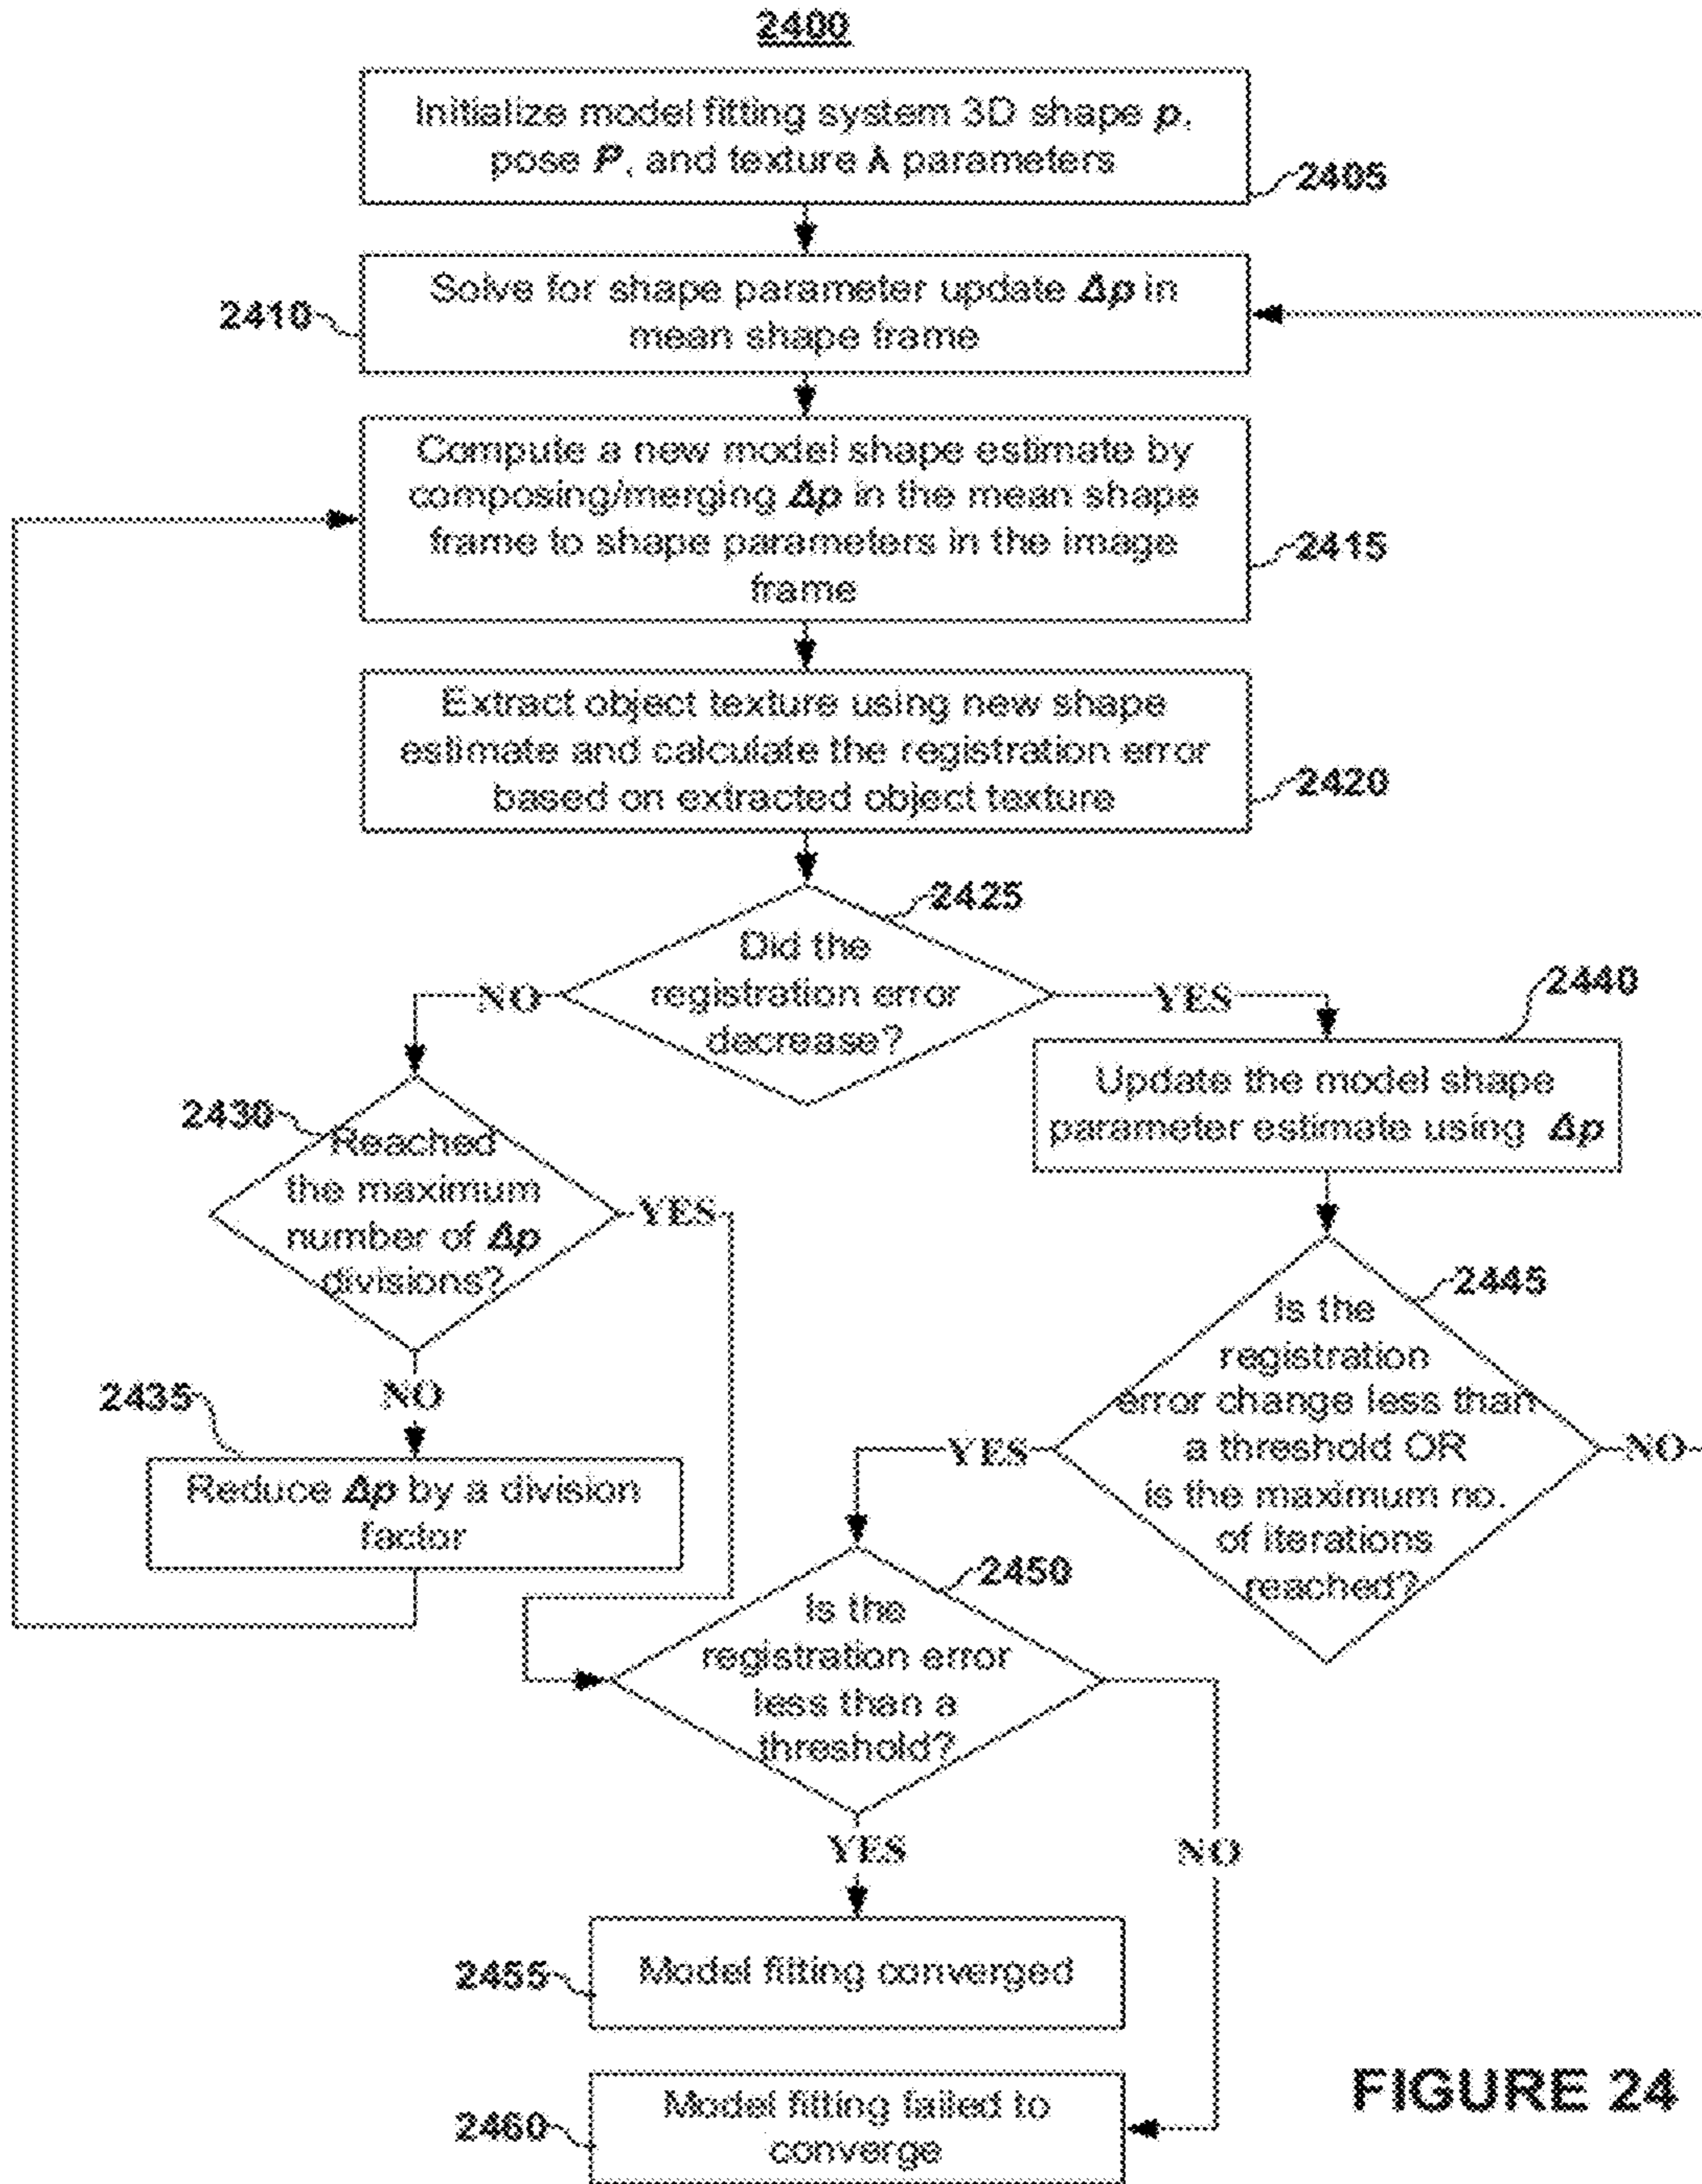 2400
Initialize model fitting system 3D shape p,
pose P, and texture λ parameters
2405
Solve for shape parameter update Δp in
mean shape frame
2410
Compute a new model shape estimate by
composing/merging Δp in the mean shape
frame to shape parameters in the image
frame
2415
Extract object texture using new shape
estimate and calculate the registration error
based on extracted object texture
2420
2425
Did the
registration error
decrease?
NO
YES
2440
Update the model shape
parameter estimate using Δp
2430
Reached
the maximum
number of Δp
divisions?
YES
NO
2435
Reduce Δp by a division
factor
2445
Is the
registration
error change less than
a threshold OR
is the maximum no.
of iterations
reached?
YES
NO
2450
Is the
registration error
less than a
threshold?
YES
NO
2455
Model fitting converged
2460
Model fitting failed to
converge
FIGURE 24